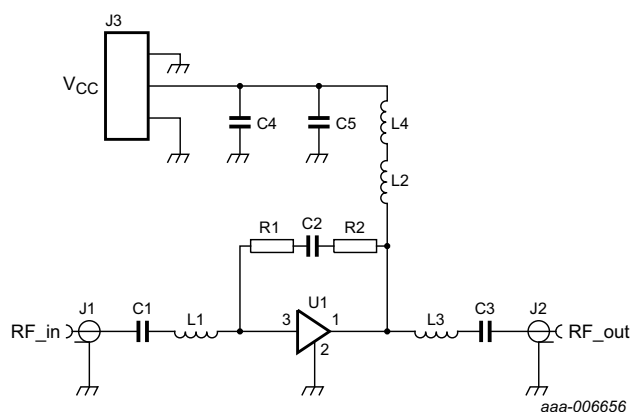 J3
VCC
C4
C5
L4
L2
R1
C2
R2
U1
J1
C1
L1
3
1
L3
C3
J2
RF_in
RF_out
2
aaa-006656